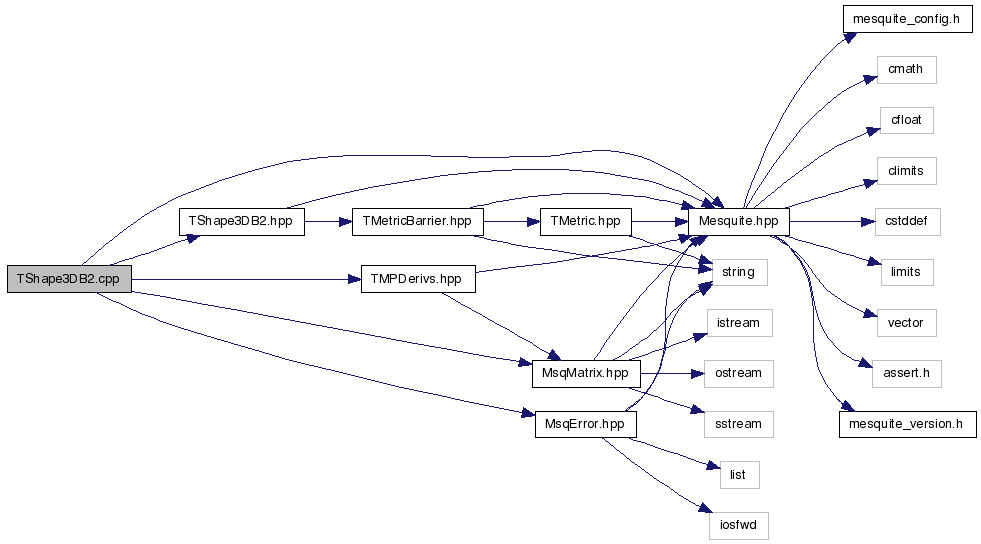 mesquite_config.h
cmath
cfloat
climits
TShape3DB2.hpp
TMetricBarrier.hpp
TMetric.hpp
Mesquite.hpp
cstddef
TShape3DB2.cpp
TMPDerivs.hpp
string
limits
istream
vector
MsqMatrix.hpp
ostream
assert.h
MsqError.hpp
sstream
mesquite_version.h
list
iosfwd